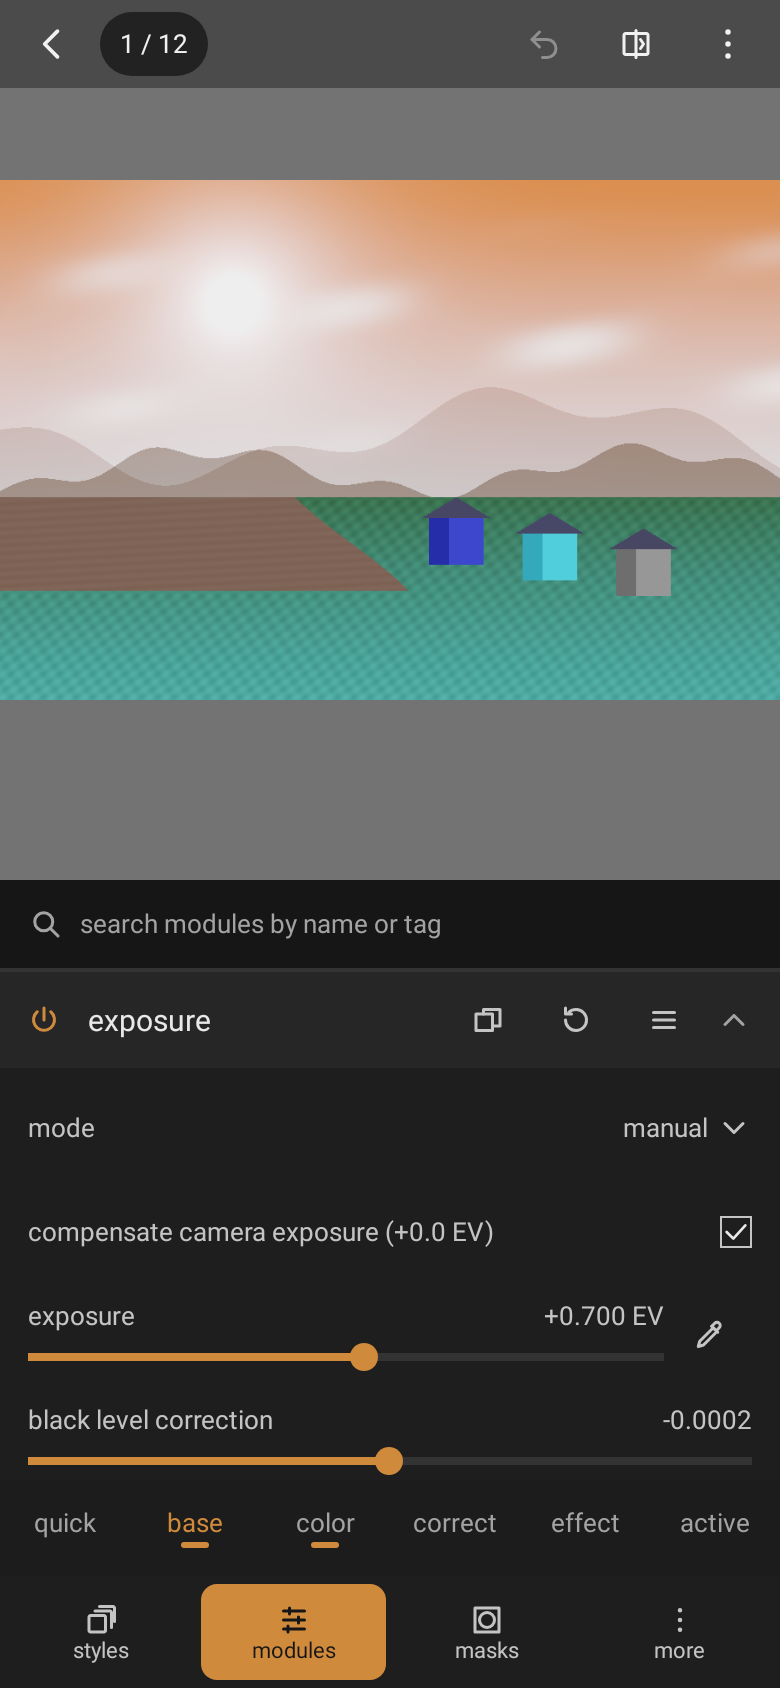 1 / 12
search modules by name or tag
exposure
mode manual
compensate camera exposure (+0.0 EV)
exposure +0.700 EV
black level correction -0.0002
quick base color correct effect active
styles modules masks more